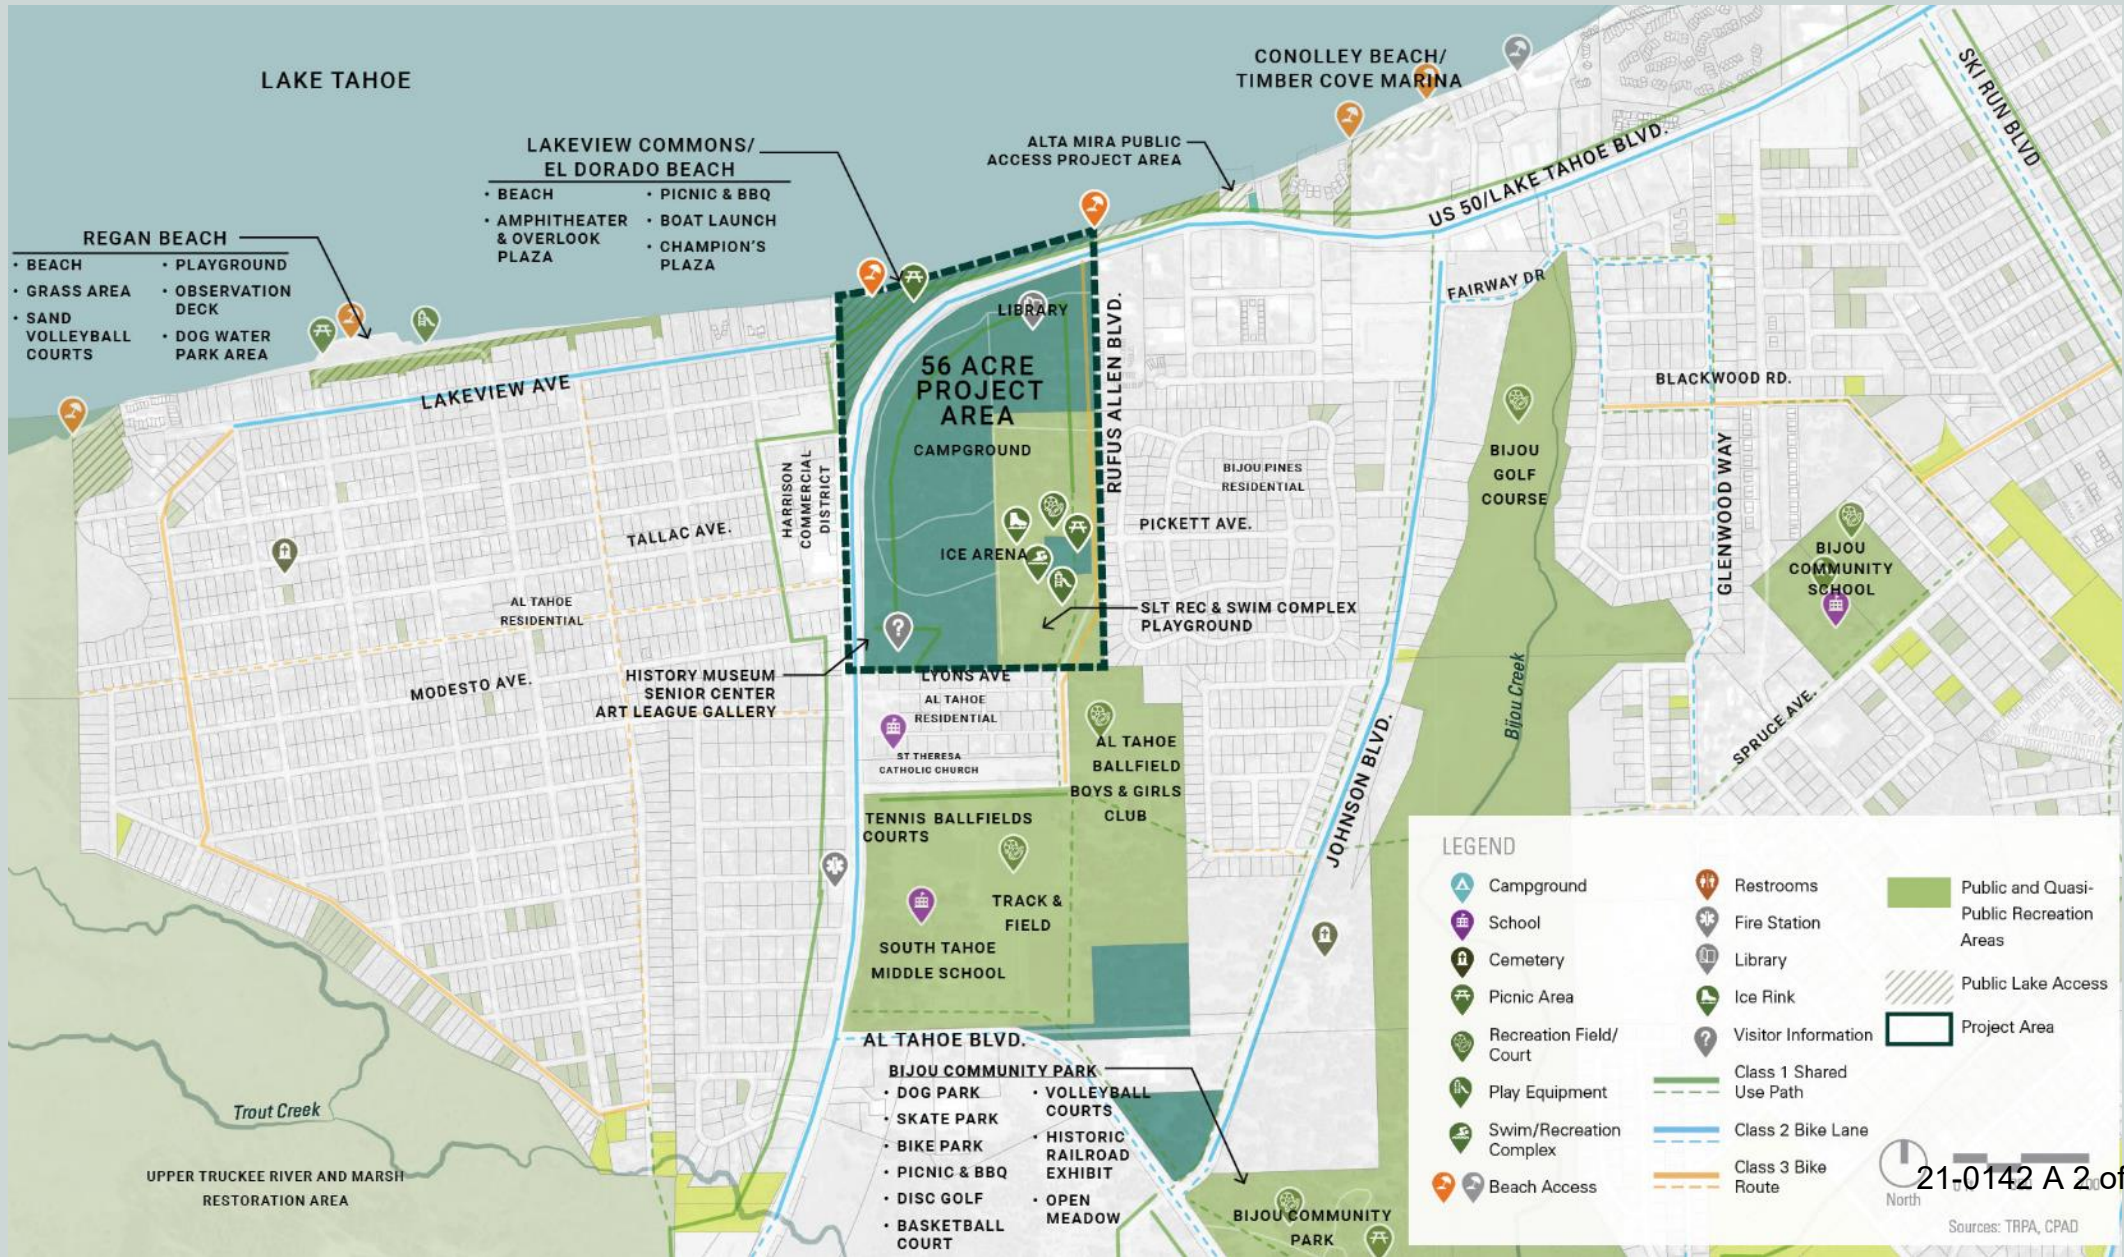 LAKE TAHOE
CONOLLEY BEACH/
TIMBER COVE MARINA
SKI RUN BLVD
LAKEVIEW COMMONS/
EL DORADO BEACH
• BEACH
• AMPHITHEATER
& OVERLOOK
PLAZA
• PICNIC & BBQ
• BOAT LAUNCH
• CHAMPION'S
PLAZA
ALTA MIRA PUBLIC
ACCESS PROJECT AREA
US 50/LAKE TAHOE BLVD.
REGAN BEACH
• BEACH
• GRASS AREA
• SAND
VOLLEYBALL
COURTS
• PLAYGROUND
• OBSERVATION
DECK
• DOG WATER
PARK AREA
LIBRARY
56 ACRE
PROJECT
AREA
CAMPGROUND
RUFUS ALLEN BLVD.
FAIRWAY DR
LAKEVIEW AVE
BLACKWOOD RD.
HARRISON
COMMERCIAL
DISTRICT
BIJOU PINES
RESIDENTIAL
BIJOU
GOLF
COURSE
GLENWOOD WAY
TALLAC AVE.
PICKETT AVE.
ICE ARENA
BIJOU
COMMUNITY
SCHOOL
AL TAHOE
RESIDENTIAL
SLT REC & SWIM COMPLEX
PLAYGROUND
MODESTO AVE.
HISTORY MUSEUM
SENIOR CENTER
ART LEAGUE GALLERY
LYONS AVE
AL TAHOE
RESIDENTIAL
ST THERESA
CATHOLIC CHURCH
Bijou Creek
SPRUCE AVE.
AL TAHOE
BALLFIELD
BOYS & GIRLS
CLUB
JOHNSON BLVD.
TENNIS
COURTS
BALLFIELDS
TRACK &
FIELD
SOUTH TAHOE
MIDDLE SCHOOL
AL TAHOE BLVD.
BIJOU COMMUNITY PARK
• DOG PARK
• SKATE PARK
• BIKE PARK
• PICNIC & BBQ
• DISC GOLF
• BASKETBALL
COURT
• VOLLEYBALL
COURTS
• HISTORIC
RAILROAD
EXHIBIT
• OPEN
MEADOW
Trout Creek
UPPER TRUCKEE RIVER AND MARSH
RESTORATION AREA
BIJOU COMMUNITY
PARK
LEGEND
Campground
School
Cemetery
Picnic Area
Recreation Field/
Court
Play Equipment
Swim/Recreation
Complex
Beach Access
Restrooms
Fire Station
Library
Ice Rink
Visitor Information
Class 1 Shared
Use Path
Class 2 Bike Lane
Class 3 Bike
Route
Public and Quasi-
Public Recreation
Areas
Public Lake Access
Project Area
North
21-0142 A 2 of
Sources: TRPA, CPAD